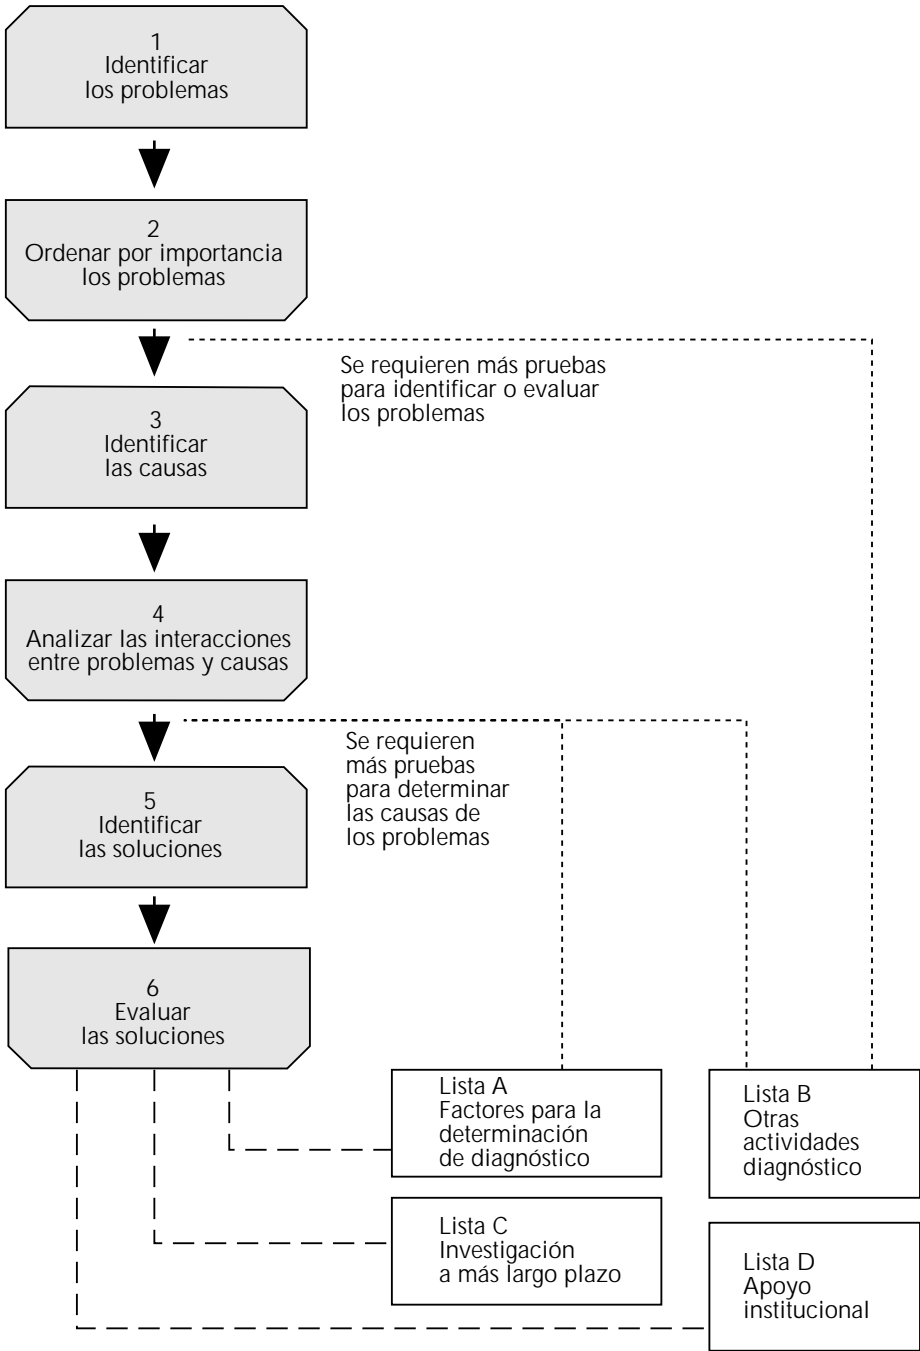 1
Identificar
los problemas
2
Ordenar por importancia
los problemas
Se requieren más pruebas
para identificar o evaluar
los problemas
3
Identificar
las causas
4
Analizar las interacciones
entre problemas y causas
Se requieren
más pruebas
para determinar
las causas de
los problemas
5
Identificar
las soluciones
6
Evaluar
las soluciones
Lista A
Factores para la
determinación
de diagnóstico
Lista B
Otras
actividades
diagnóstico
Lista C
Investigación
a más largo plazo
Lista D
Apoyo
institucional